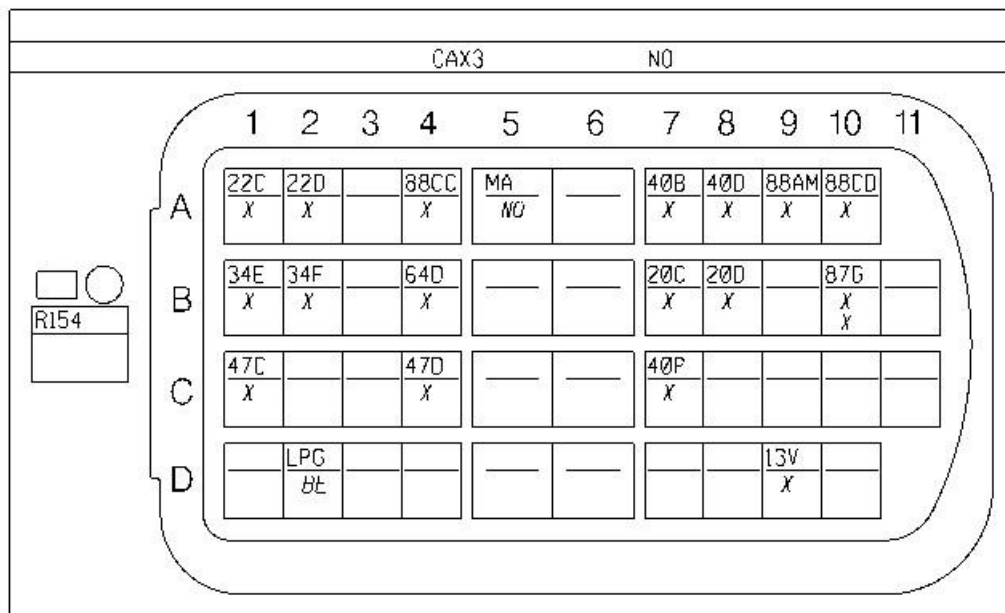 CAX3 NO
1 2 3 4 5 6 7 8 9 10 11
A
22C 22D 88CC MA 40B 40D 88AM 88CD
X X X NO X X X X
B
34E 34F 64D 20C 20D 87G
X X X X X X
X
R154
C
47C 47D 40P
X X X
D
LPG 13V
BE X